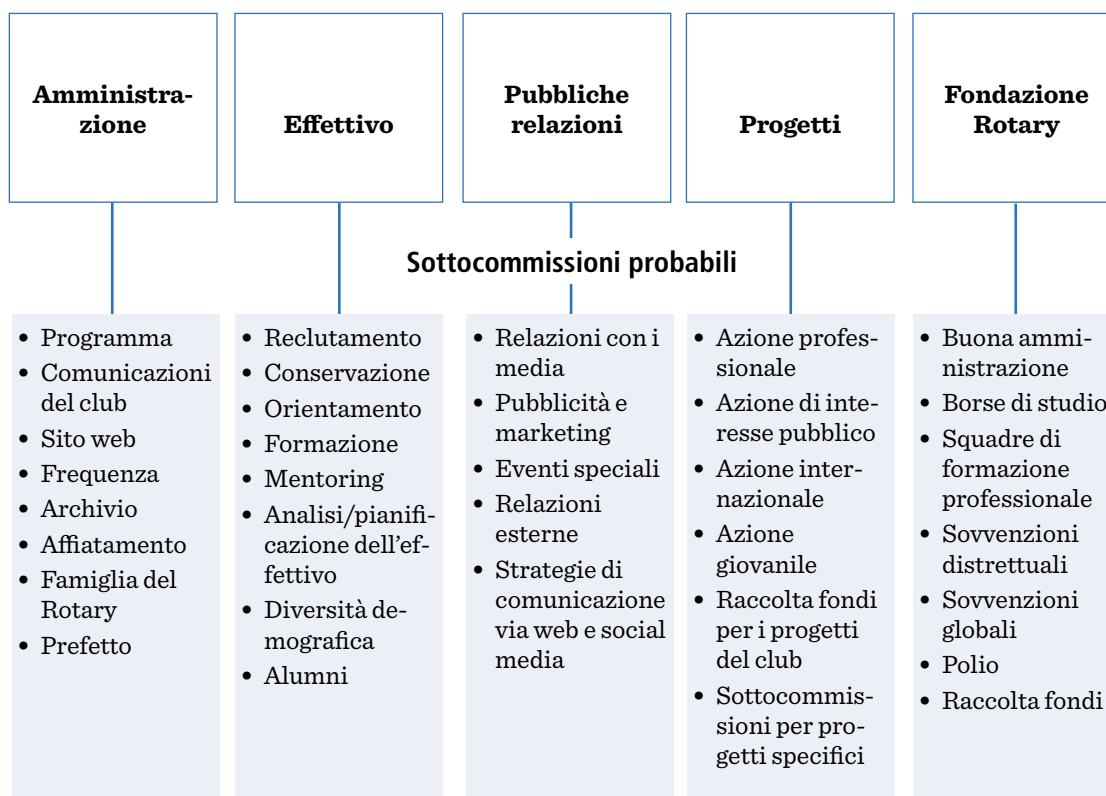 Amministra-
zione
Effettivo
Pubbliche
relazioni
Progetti
Fondazione
Rotary
Sottocommissioni probabili
• Programma
• Comunicazioni
del club
• Sito web
• Frequenza
• Archivio
• Affiatamento
• Famiglia del
Rotary
• Prefetto
• Reclutamento
• Conservazione
• Orientamento
• Formazione
• Mentoring
• Analisi/pianifi-
cazione dell’ef-
fettivo
• Diversità de-
mografica
• Alumni
• Relazioni con i
media
• Pubblicità e
marketing
• Eventi speciali
• Relazioni
esterne
• Strategie di
comunicazione
via web e social
media
• Azione profes-
sionale
• Azione di inte-
resse pubblico
• Azione inter-
nazionale
• Azione
giovanile
• Raccolta fondi
per i progetti
del club
• Sottocommis-
sioni per pro-
getti specifici
• Buona ammi-
nistrazione
• Borse di studio
• Squadre di
formazione
professionale
• Sovvenzioni
distrettuali
• Sovvenzioni
globali
• Polio
• Raccolta fondi